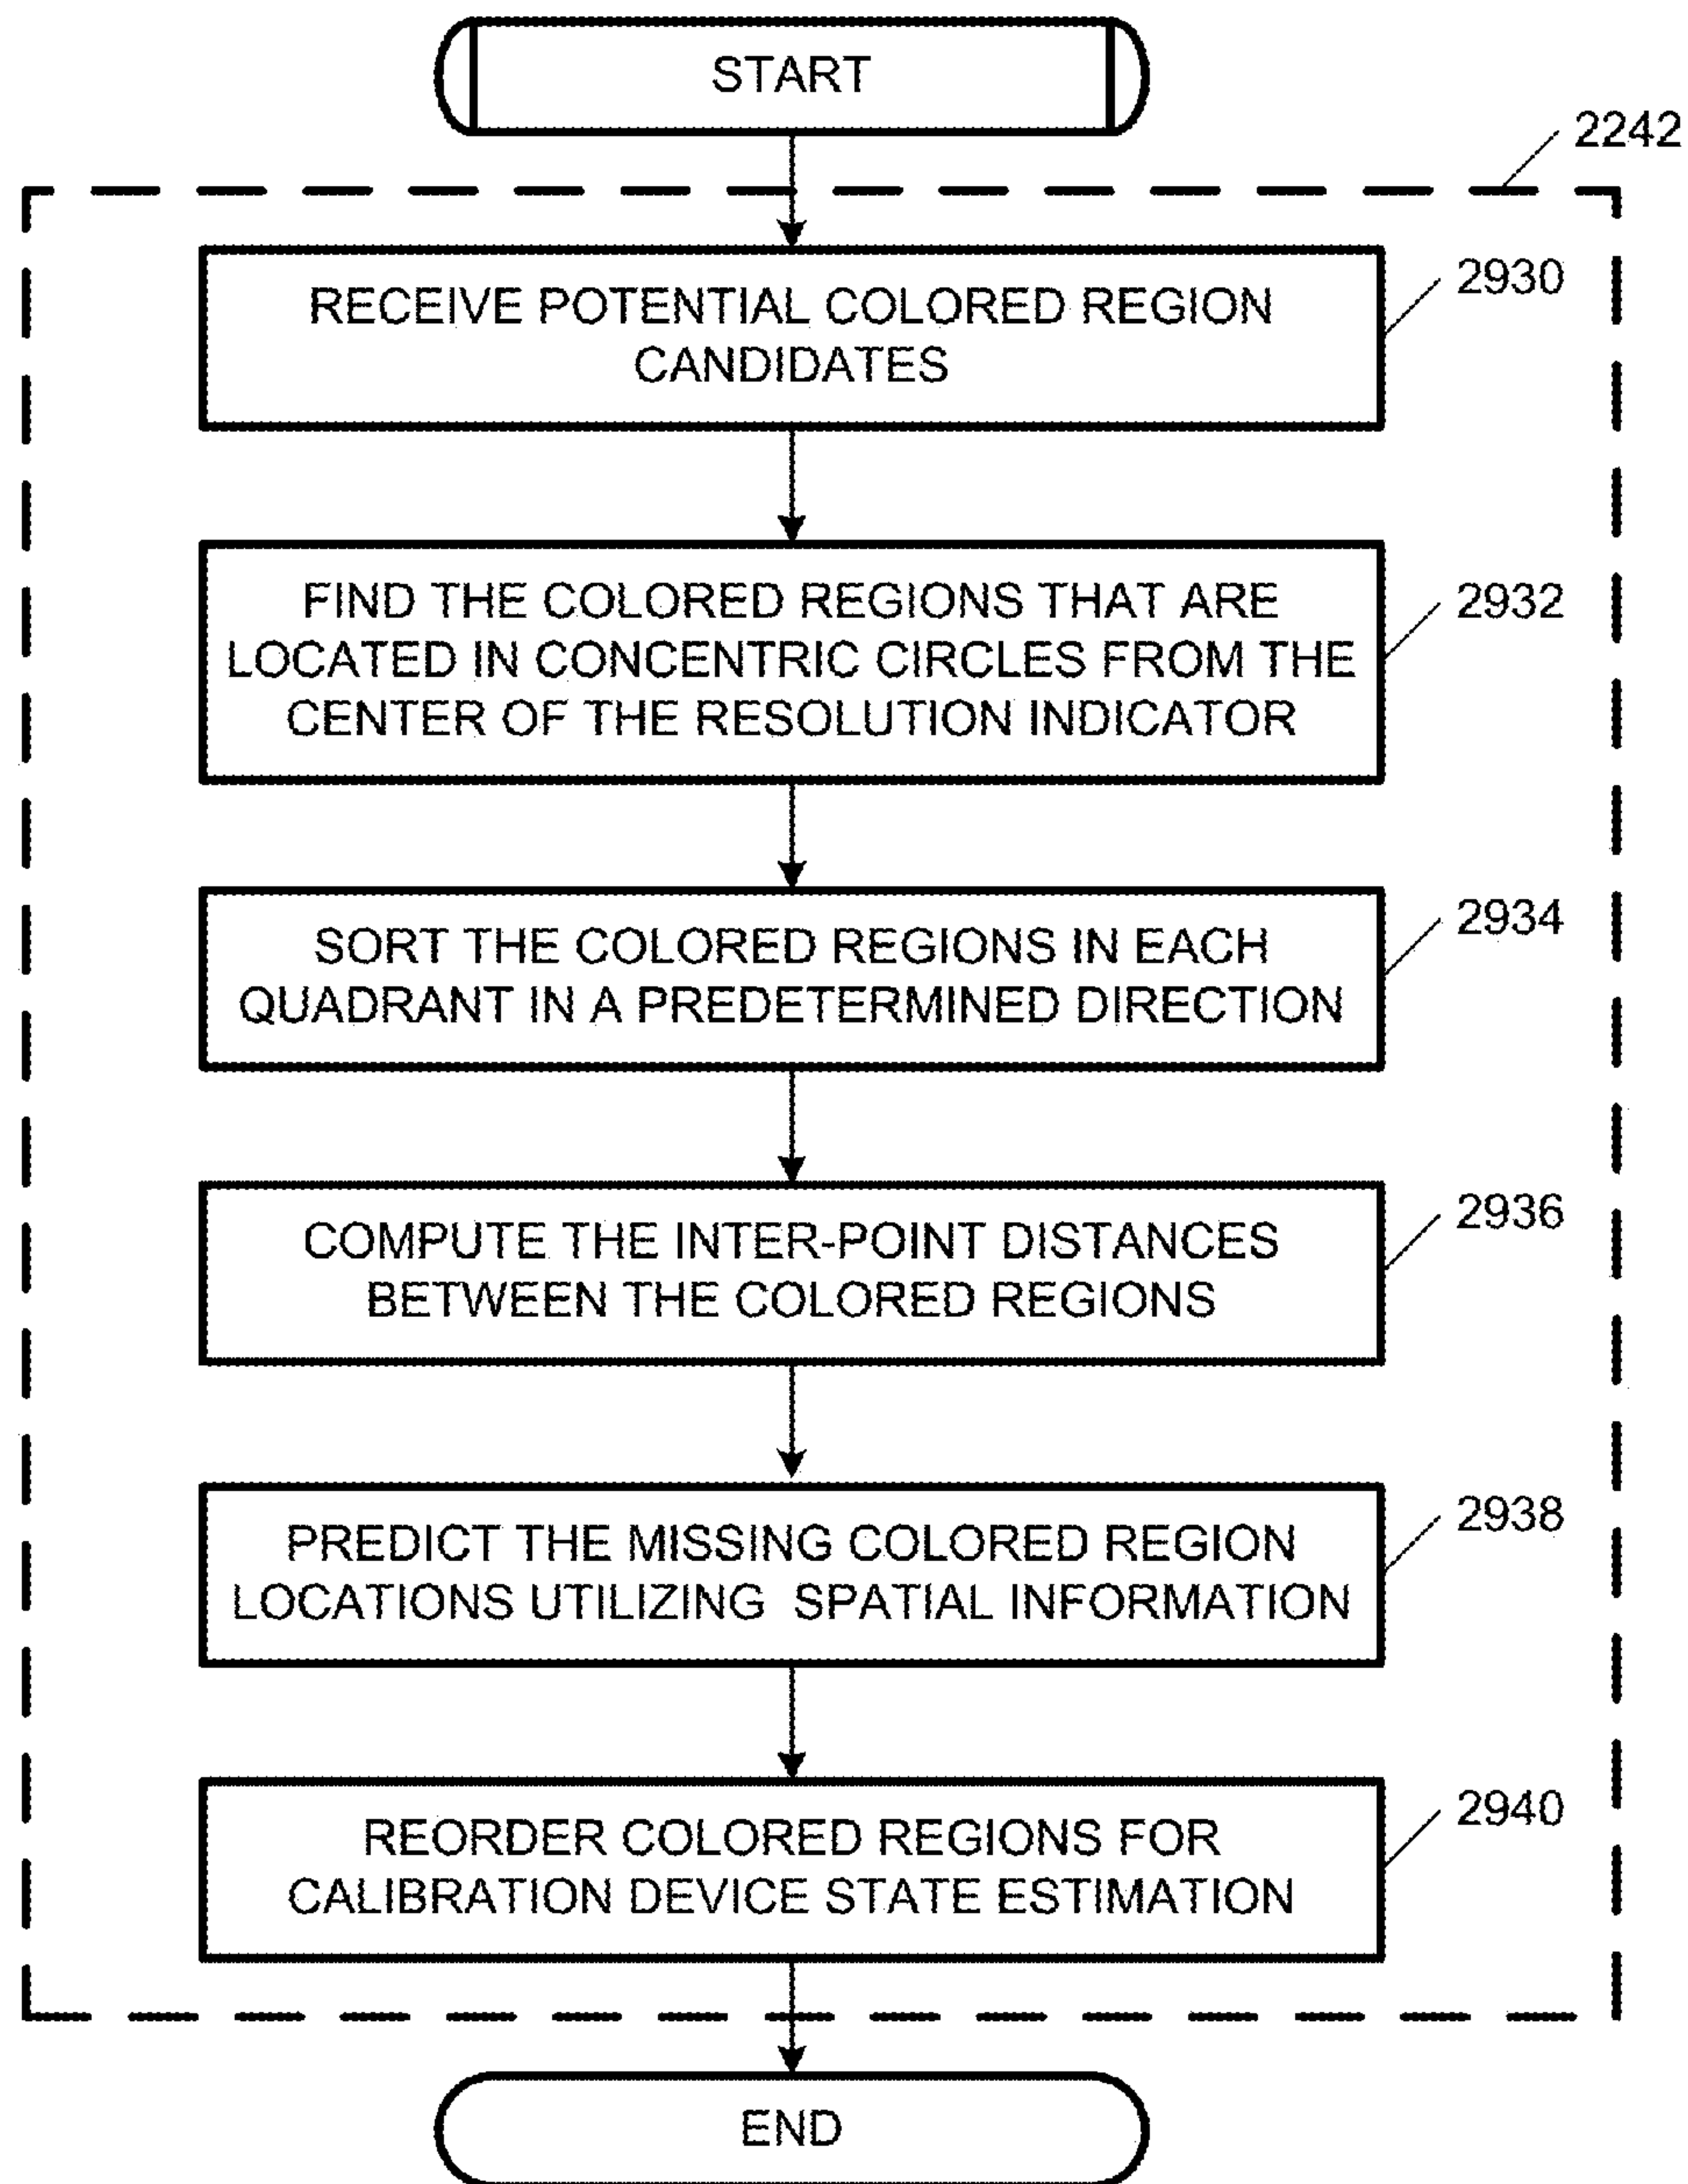 START
2242
RECEIVE POTENTIAL COLORED REGION
CANDIDATES
2930
FIND THE COLORED REGIONS THAT ARE
LOCATED IN CONCENTRIC CIRCLES FROM THE
CENTER OF THE RESOLUTION INDICATOR
2932
SORT THE COLORED REGIONS IN EACH
QUADRANT IN A PREDETERMINED DIRECTION
2934
COMPUTE THE INTER-POINT DISTANCES
BETWEEN THE COLORED REGIONS
2936
PREDICT THE MISSING COLORED REGION
LOCATIONS UTILIZING SPATIAL INFORMATION
2938
REORDER COLORED REGIONS FOR
CALIBRATION DEVICE STATE ESTIMATION
2940
END